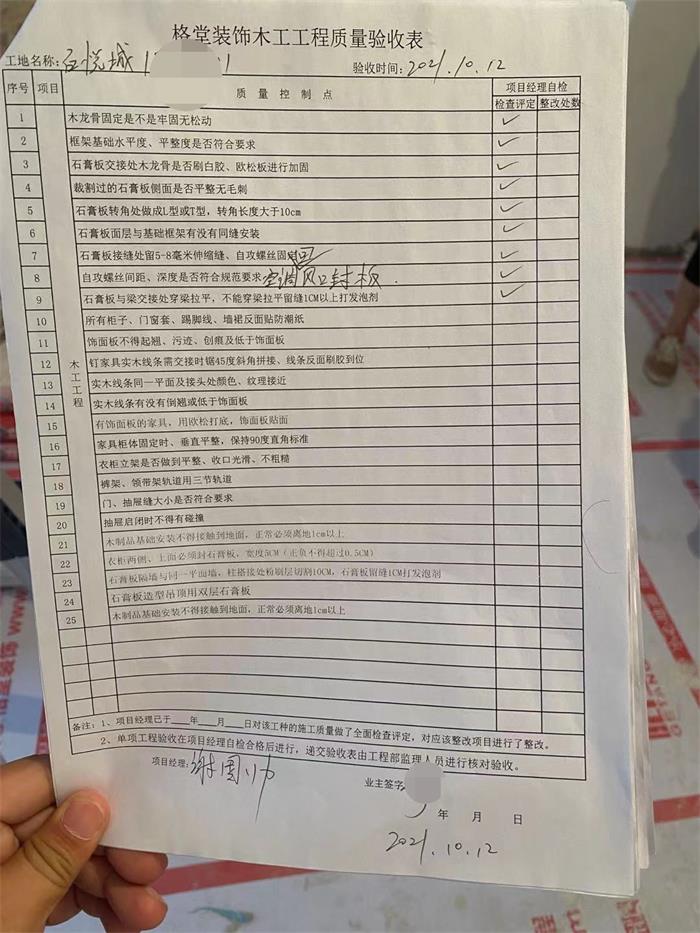 格堂装饰木工工程质量验收表
工地名称: 吾悦城 1
验收时间: 2021.10.12
序号 项目 质量控制点 项目经理自检
检查评定 整改处数
木工工程
1 木龙骨固定是不是牢固无松动 ✓
2 框架基础水平度、平整度是否符合要求 ✓
3 石膏板交接处木龙骨是否刷白胶、欧松板进行加固 ✓
4 裁割过的石膏板侧面是否平整无毛刺 ✓
5 石膏板转角处做成L型或T型，转角长度大于10cm ✓
6 石膏板面层与基础框架有没有同缝安装 ✓
7 石膏板接缝处留5-8毫米伸缩缝、自攻螺丝固定 ✓
8 自攻螺丝间距、深度是否符合规范要求 空调风口封板. ✓
9 石膏板与梁交接处穿梁拉平，不能穿梁拉平留缝1CM以上打发泡剂 ✓
10 所有柜子、门窗套、踢脚线、墙裙反面贴防潮纸
11 饰面板不得起翘、污迹、创痕及低于饰面板
12 钉家具实木线条需交接时锯45度斜角拼接、线条反面刷胶到位
13 实木线条同一平面及接头处颜色、纹理接近
14 实木线条有没有倒翘或低于饰面板
15 有饰面板的家具，用欧松打底，饰面板贴面
16 家具柜体固定时、垂直平整，保持90度直角标准
17 衣柜立架是否做到平整、收口光滑、不粗糙
18 裤架、领带架轨道用三节轨道
19 门、抽屉缝大小是否符合要求
20 抽屉启闭时不得有碰撞
21 木制品基础安装不得接触到地面，正常必须离地1cm以上
22 衣柜两侧、上面必须封石膏板，宽度5CM（正负不得超过0.5CM）
23 石膏板隔墙与同一平面墙，柱搭接处粉刷层切割10CM，石膏板留缝1CM打发泡剂
24 石膏板造型吊顶用双层石膏板
25 木制品基础安装不得接触到地面，正常必须离地1cm以上
备注：1、项目经理已于____年____月____日对该工种的施工质量做了全面检查评定，对应该整改项目进行了整改。
2、单项工程验收在项目经理自检合格后进行，递交验收表由工程部监理人员进行核对验收。
项目经理: 谢国帅
业主签字
年 月 日
2021.10.12